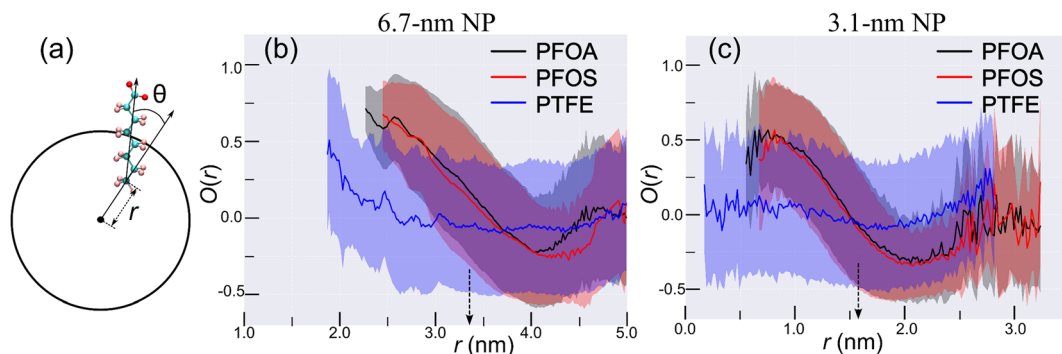 (a)
θ
r
6.7-nm NP
(b)
PFOA
PFOS
PTFE
O(r)
1.0
0.5
0.0
-0.5
1.0 2.0 3.0 4.0 5.0
r (nm)
3.1-nm NP
(c)
PFOA
PFOS
PTFE
O(r)
1.0
0.5
0.0
-0.5
0.0 1.0 2.0 3.0
r (nm)